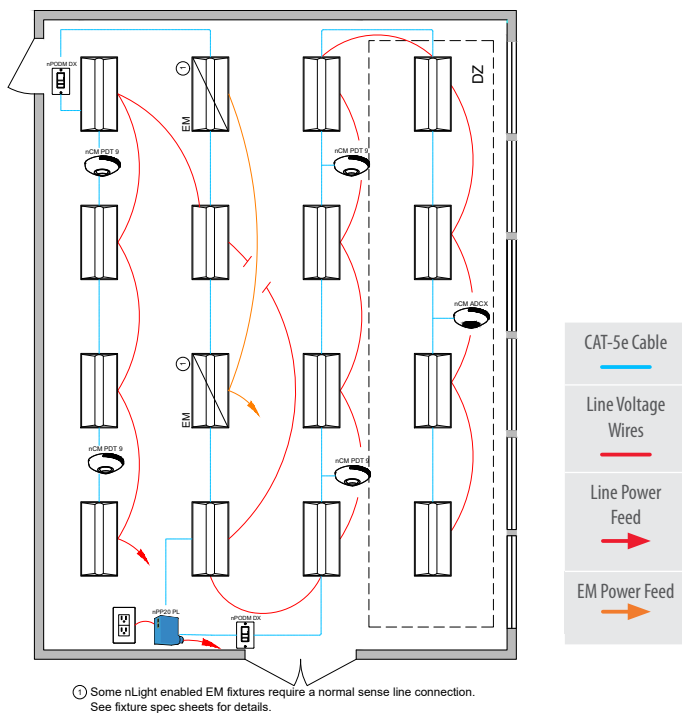 nPODM DX
1
EM
DZ
nCM PDT 9
nCM PDT 9
nCM ADCX
1
EM
nCM PDT 9
nCM PDT 9
nPP20 PL
nPODM DX
CAT-5e Cable
Line Voltage
Wires
Line Power
Feed
EM Power Feed
1 Some nLight enabled EM fixtures require a normal sense line connection.
See fixture spec sheets for details.